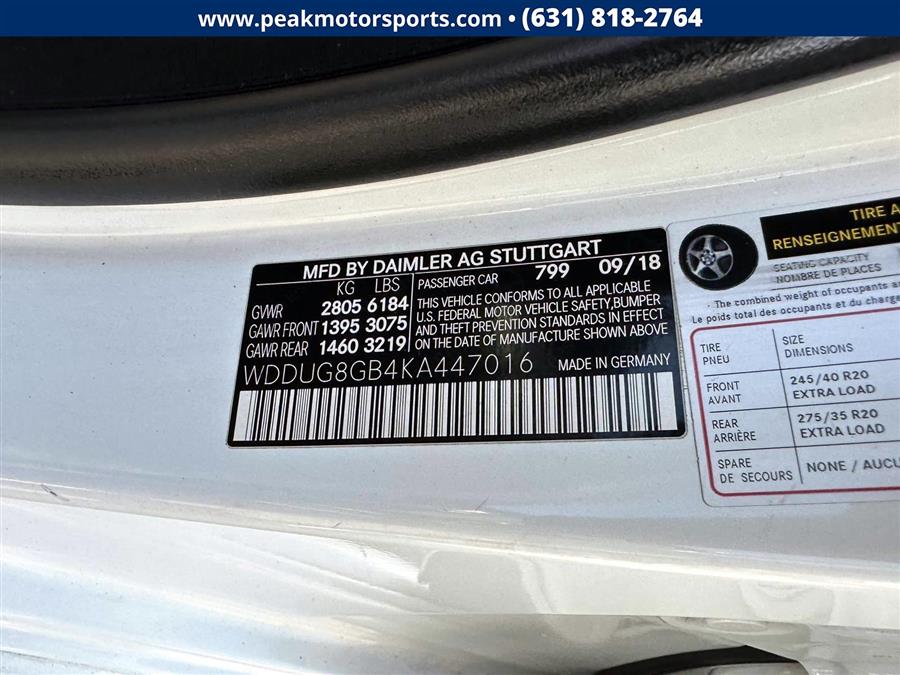 www.peakmotorsports.com • (631) 818-2764
MFD BY DAIMLER AG STUTTGART
KG LBS
GVWR 2805 6184
GAWR FRONT 1395 3075
GAWR REAR 1460 3219
PASSENGER CAR 799 09/18
THIS VEHICLE CONFORMS TO ALL APPLICABLE
U.S. FEDERAL MOTOR VEHICLE SAFETY,BUMPER
AND THEFT PREVENTION STANDARDS IN EFFECT
ON THE DATE OF MANUFACTURE SHOWN ABOVE
WDDUG8GB4KA447016 MADE IN GERMANY
TIRE A
RENSEIGNEMENT
SEATING CAPACITY
NOMBRE DE PLACES
The combined weight of occupants a
Le poids total des occupants et du charg
TIRE
PNEU
SIZE
DIMENSIONS
FRONT
AVANT
245/40 R20
EXTRA LOAD
REAR
ARRIÈRE
275/35 R20
EXTRA LOAD
SPARE
DE SECOURS
NONE / AUCU